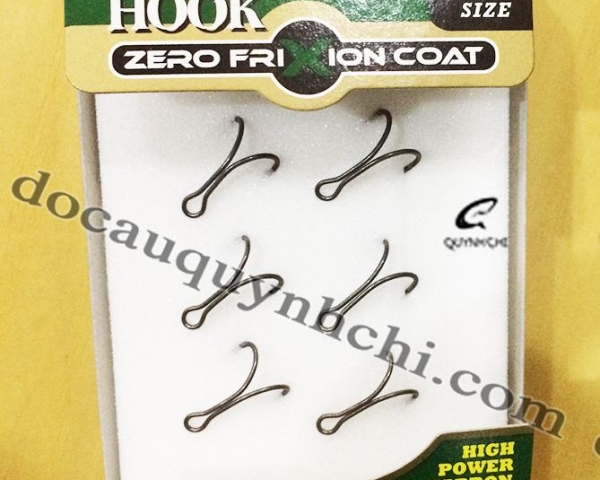 HOOK
SIZE
ZERO FRIXION COAT
QUYNHCHI
docauquynhchi.com
HIGH
POWER